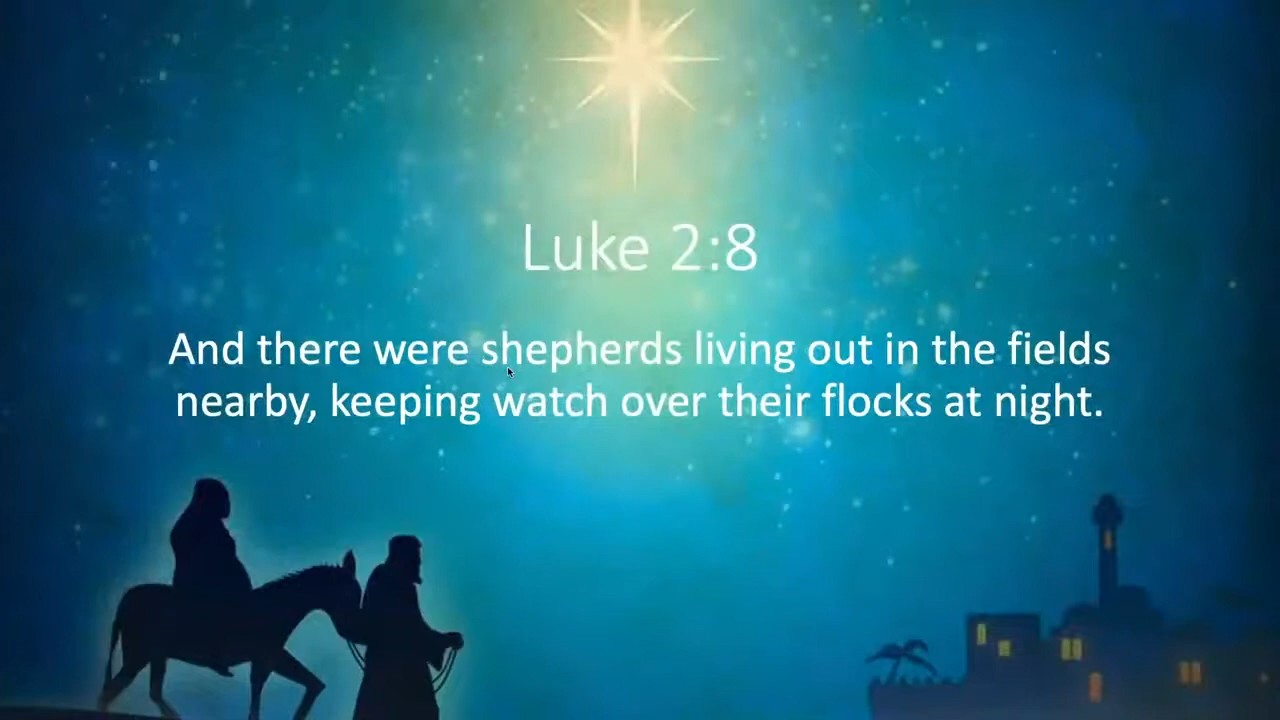 Luke 2:8
And there were shepherds living out in the fields
nearby, keeping watch over their flocks at night.